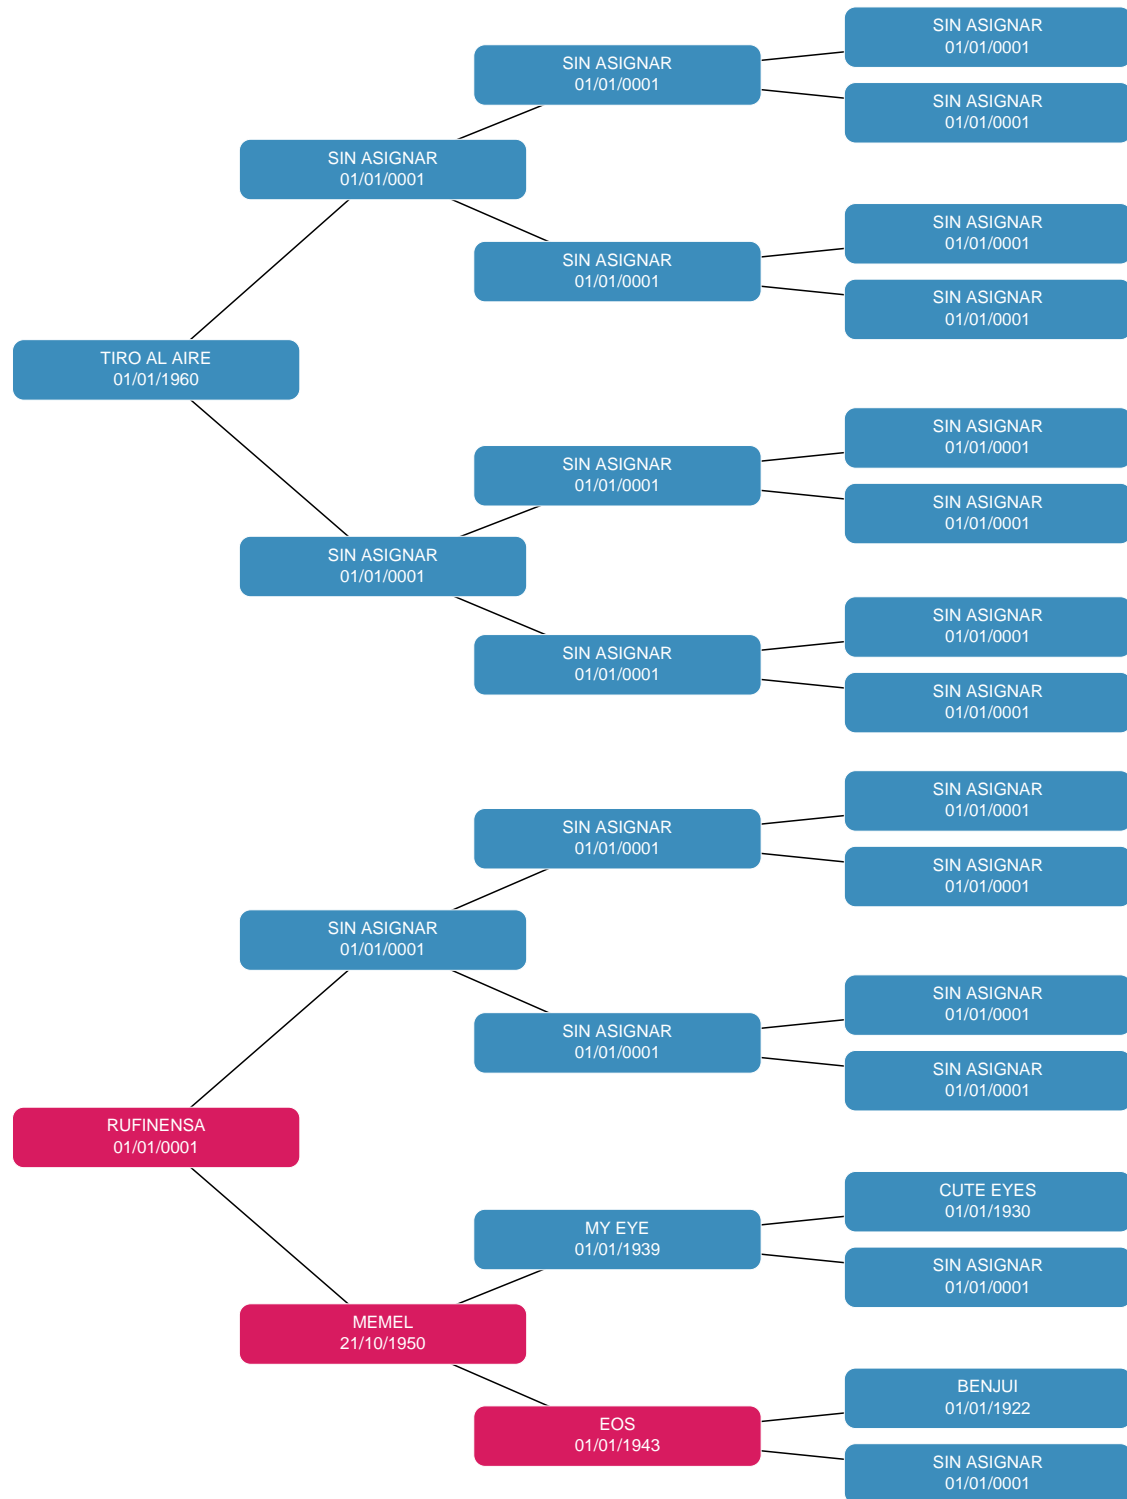 SIN ASIGNAR
01/01/0001
SIN ASIGNAR
01/01/0001
SIN ASIGNAR
01/01/0001
SIN ASIGNAR
01/01/0001
SIN ASIGNAR
01/01/0001
SIN ASIGNAR
01/01/0001
SIN ASIGNAR
01/01/0001
TIRO AL AIRE
01/01/1960
SIN ASIGNAR
01/01/0001
SIN ASIGNAR
01/01/0001
SIN ASIGNAR
01/01/0001
SIN ASIGNAR
01/01/0001
SIN ASIGNAR
01/01/0001
SIN ASIGNAR
01/01/0001
SIN ASIGNAR
01/01/0001
SIN ASIGNAR
01/01/0001
SIN ASIGNAR
01/01/0001
SIN ASIGNAR
01/01/0001
SIN ASIGNAR
01/01/0001
SIN ASIGNAR
01/01/0001
SIN ASIGNAR
01/01/0001
SIN ASIGNAR
01/01/0001
RUFINENSA
01/01/0001
CUTE EYES
01/01/1930
MY EYE
01/01/1939
SIN ASIGNAR
01/01/0001
MEMEL
21/10/1950
BENJUI
01/01/1922
EOS
01/01/1943
SIN ASIGNAR
01/01/0001